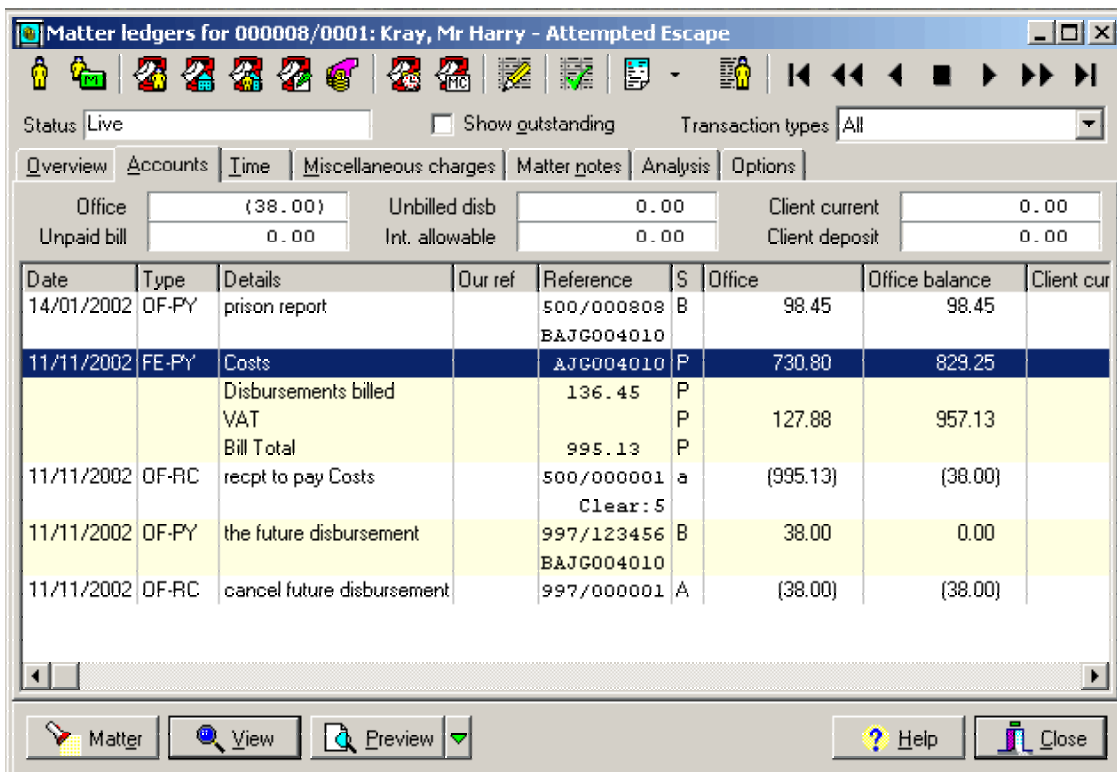 Matter ledgers for 000008/0001: Kray, Mr Harry - Attempted Escape
M MC
Status Live Show outstanding Transaction types All
Overview Accounts Time Miscellaneous charges Matter notes Analysis Options
Office (38.00) Unbilled disb 0.00 Client current 0.00
Unpaid bill 0.00 Int. allowable 0.00 Client deposit 0.00
Date Type Details Our ref Reference S Office Office balance Client cur
14/01/2002 OF-PY prison report 500/000808 B 98.45 98.45
BAJG004010
11/11/2002 FE-PY Costs AJG004010 P 730.80 829.25
Disbursements billed 136.45 P
VAT P 127.88 957.13
Bill Total 995.13 P
11/11/2002 OF-RC recpt to pay Costs 500/000001 a (995.13) (38.00)
Clear:5
11/11/2002 OF-PY the future disbursement 997/123456 B 38.00 0.00
BAJG004010
11/11/2002 OF-RC cancel future disbursement 997/000001 A (38.00) (38.00)
Matter View Preview Help Close